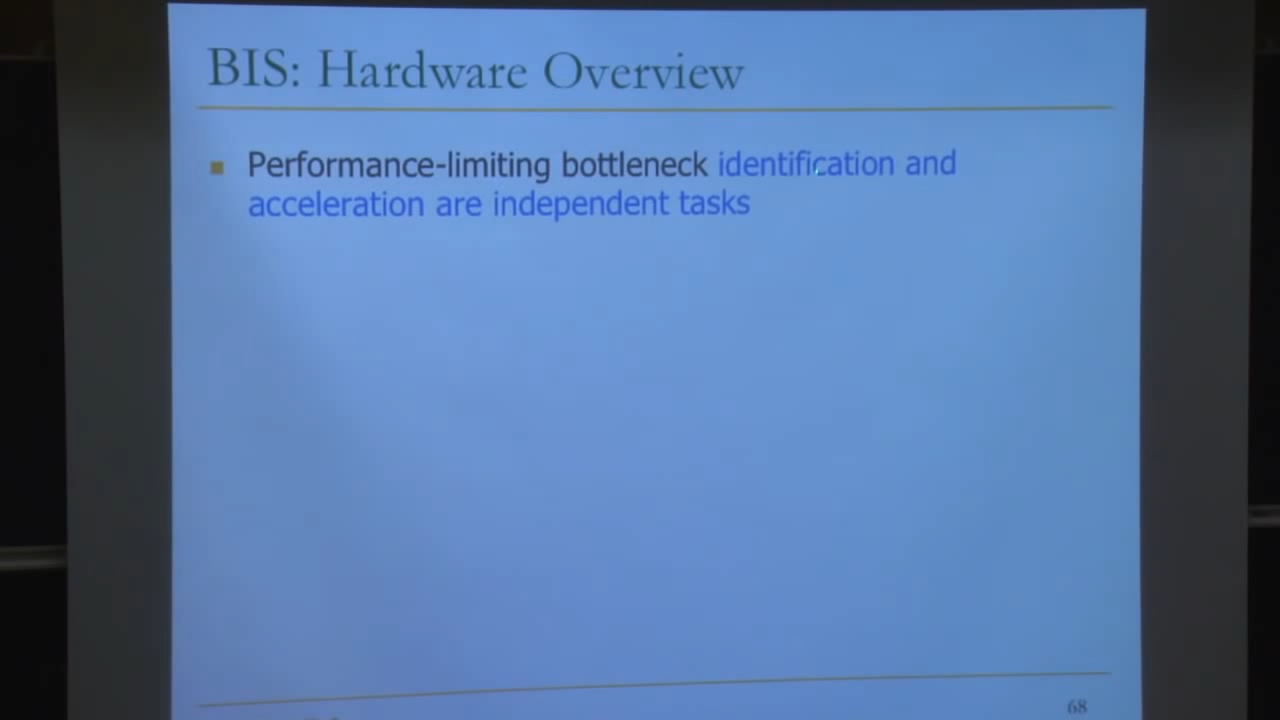 BIS: Hardware Overview
Performance-limiting bottleneck identification and
acceleration are independent tasks
68